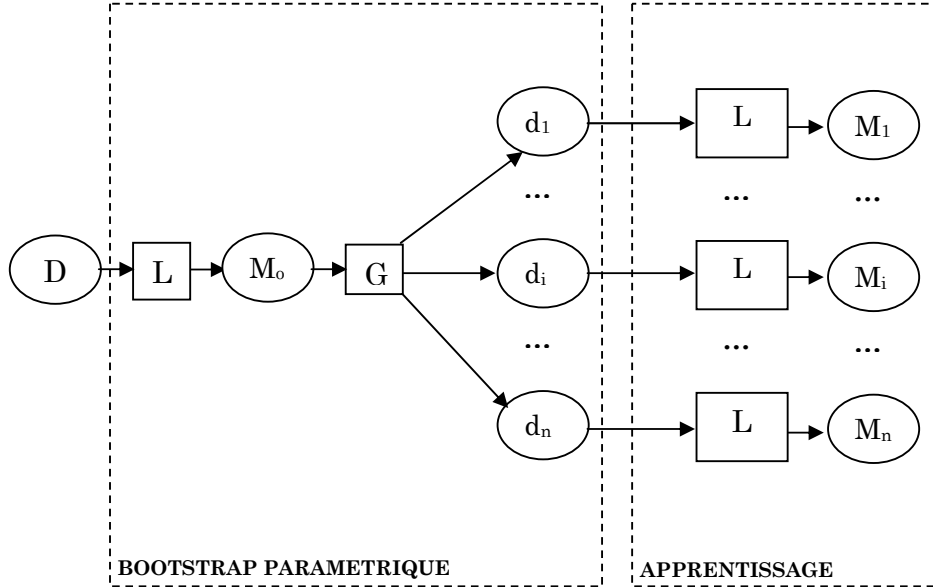 d₁ L M₁
... ... ...
D L Mₒ G dᵢ L Mᵢ
... ... ...
dₙ L Mₙ
BOOTSTRAP PARAMETRIQUE APPRENTISSAGE